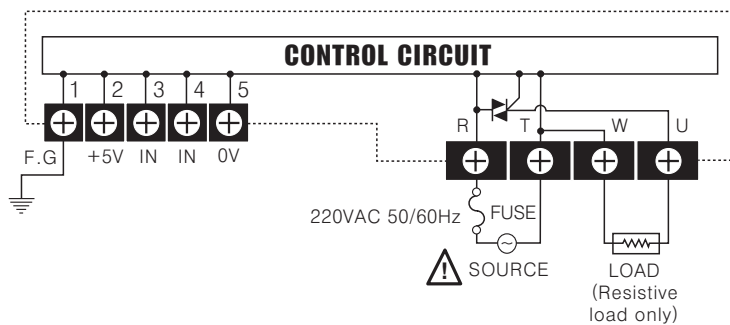 CONTROL CIRCUIT
1 2 3 4 5
R T W U
F.G +5V IN IN 0V
220VAC 50/60Hz
FUSE
! SOURCE
LOAD
(Resistive
load only)